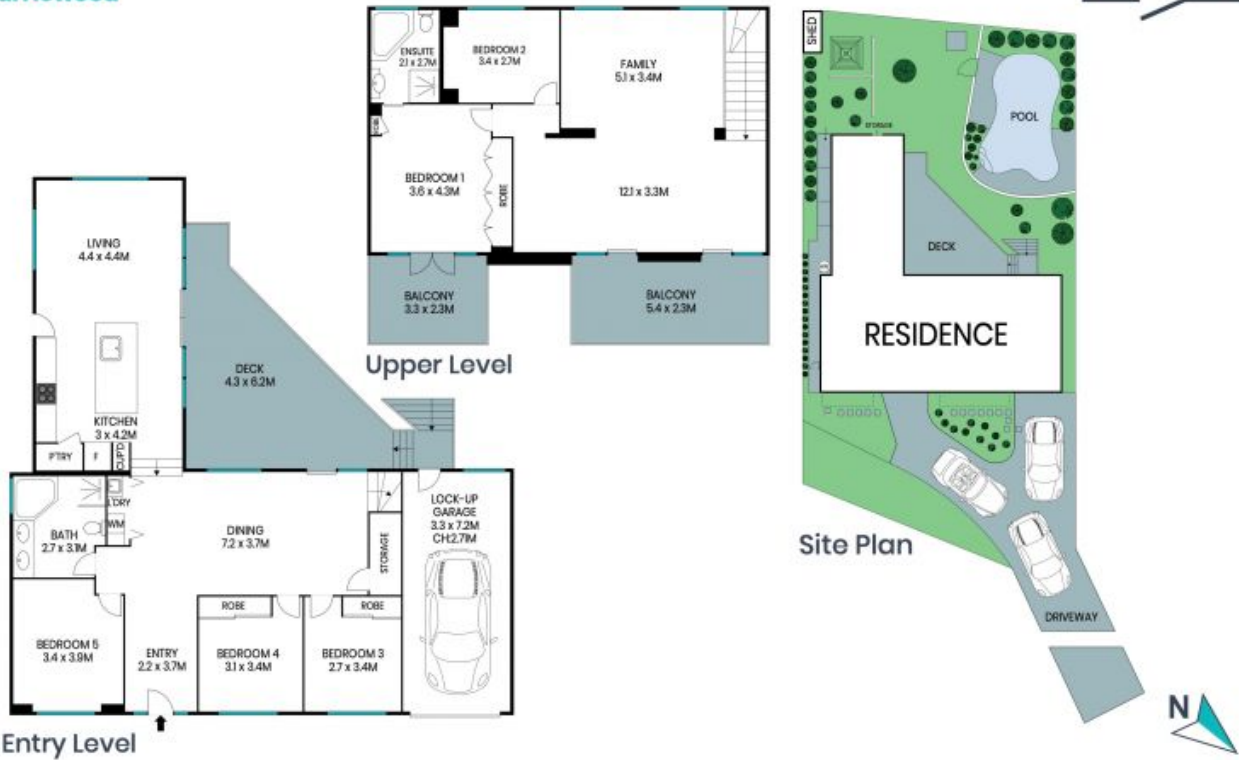 ENSUITE
2.1 x 2.7M
BEDROOM 2
3.4 x 2.7M
FAMILY
5.1 x 3.4M
ROBE
BEDROOM 1
3.6 x 4.3M
ROBE
12.1 x 3.3M
BALCONY
3.3 x 2.3M
BALCONY
5.4 x 2.3M
Upper Level
LIVING
4.4 x 4.4M
DECK
4.3 x 6.2M
KITCHEN
3 x 4.2M
P'TRY
F
CUP'D
L'DRY
WM
BATH
2.7 x 3.1M
DINING
7.2 x 3.7M
STORAGE
LOCK-UP
GARAGE
3.3 x 7.2M
CH:2.71M
ROBE
ROBE
BEDROOM 5
3.4 x 3.9M
ENTRY
2.2 x 3.7M
BEDROOM 4
3.1 x 3.4M
BEDROOM 3
2.7 x 3.4M
Entry Level
SHED
STORAGE
POOL
DECK
RESIDENCE
Site Plan
DRIVEWAY
N